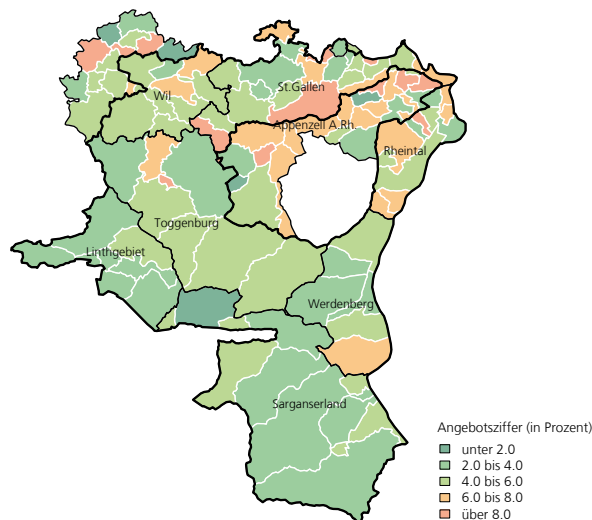 St.Gallen
Wil
Appenzell A.Rh.
Rheintal
Toggenburg
Linthgebiet
Werdenberg
Sarganserland
Angebotsziffer (in Prozent)
unter 2.0
2.0 bis 4.0
4.0 bis 6.0
6.0 bis 8.0
über 8.0